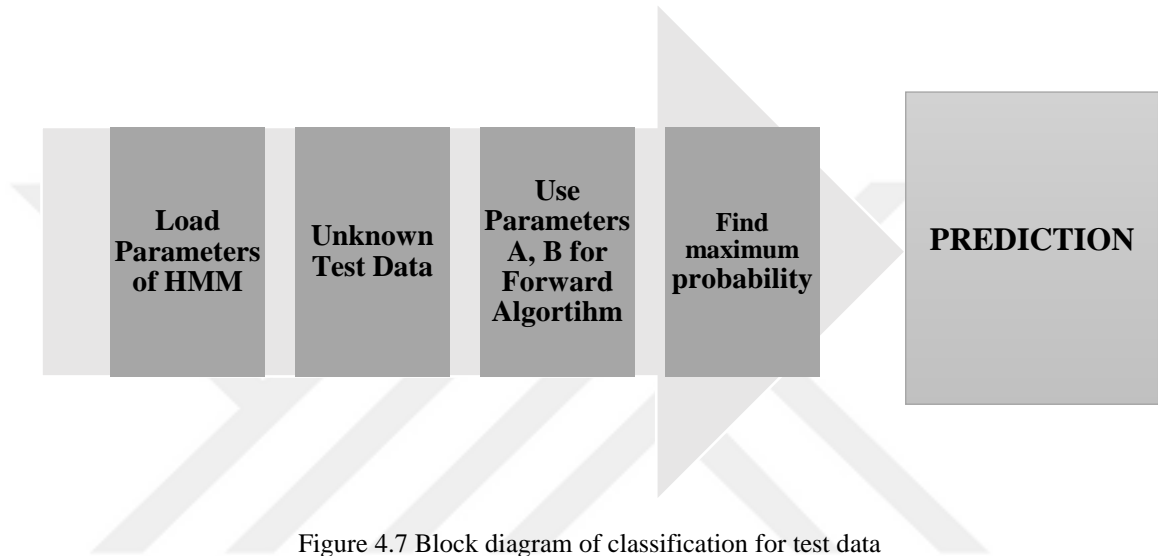 Load
Parameters
of HMM
Unknown
Test Data
Use
Parameters
A, B for
Forward
Algortihm
Find
maximum
probability
PREDICTION
Figure 4.7 Block diagram of classification for test data